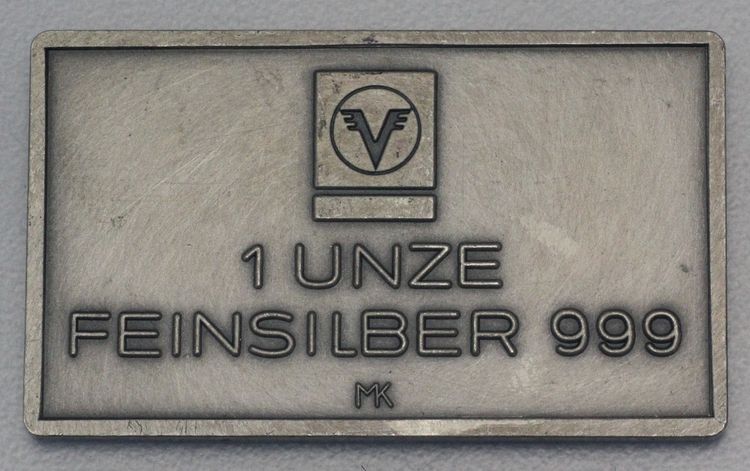 V
1 UNZE
FEINSILBER 999
MK